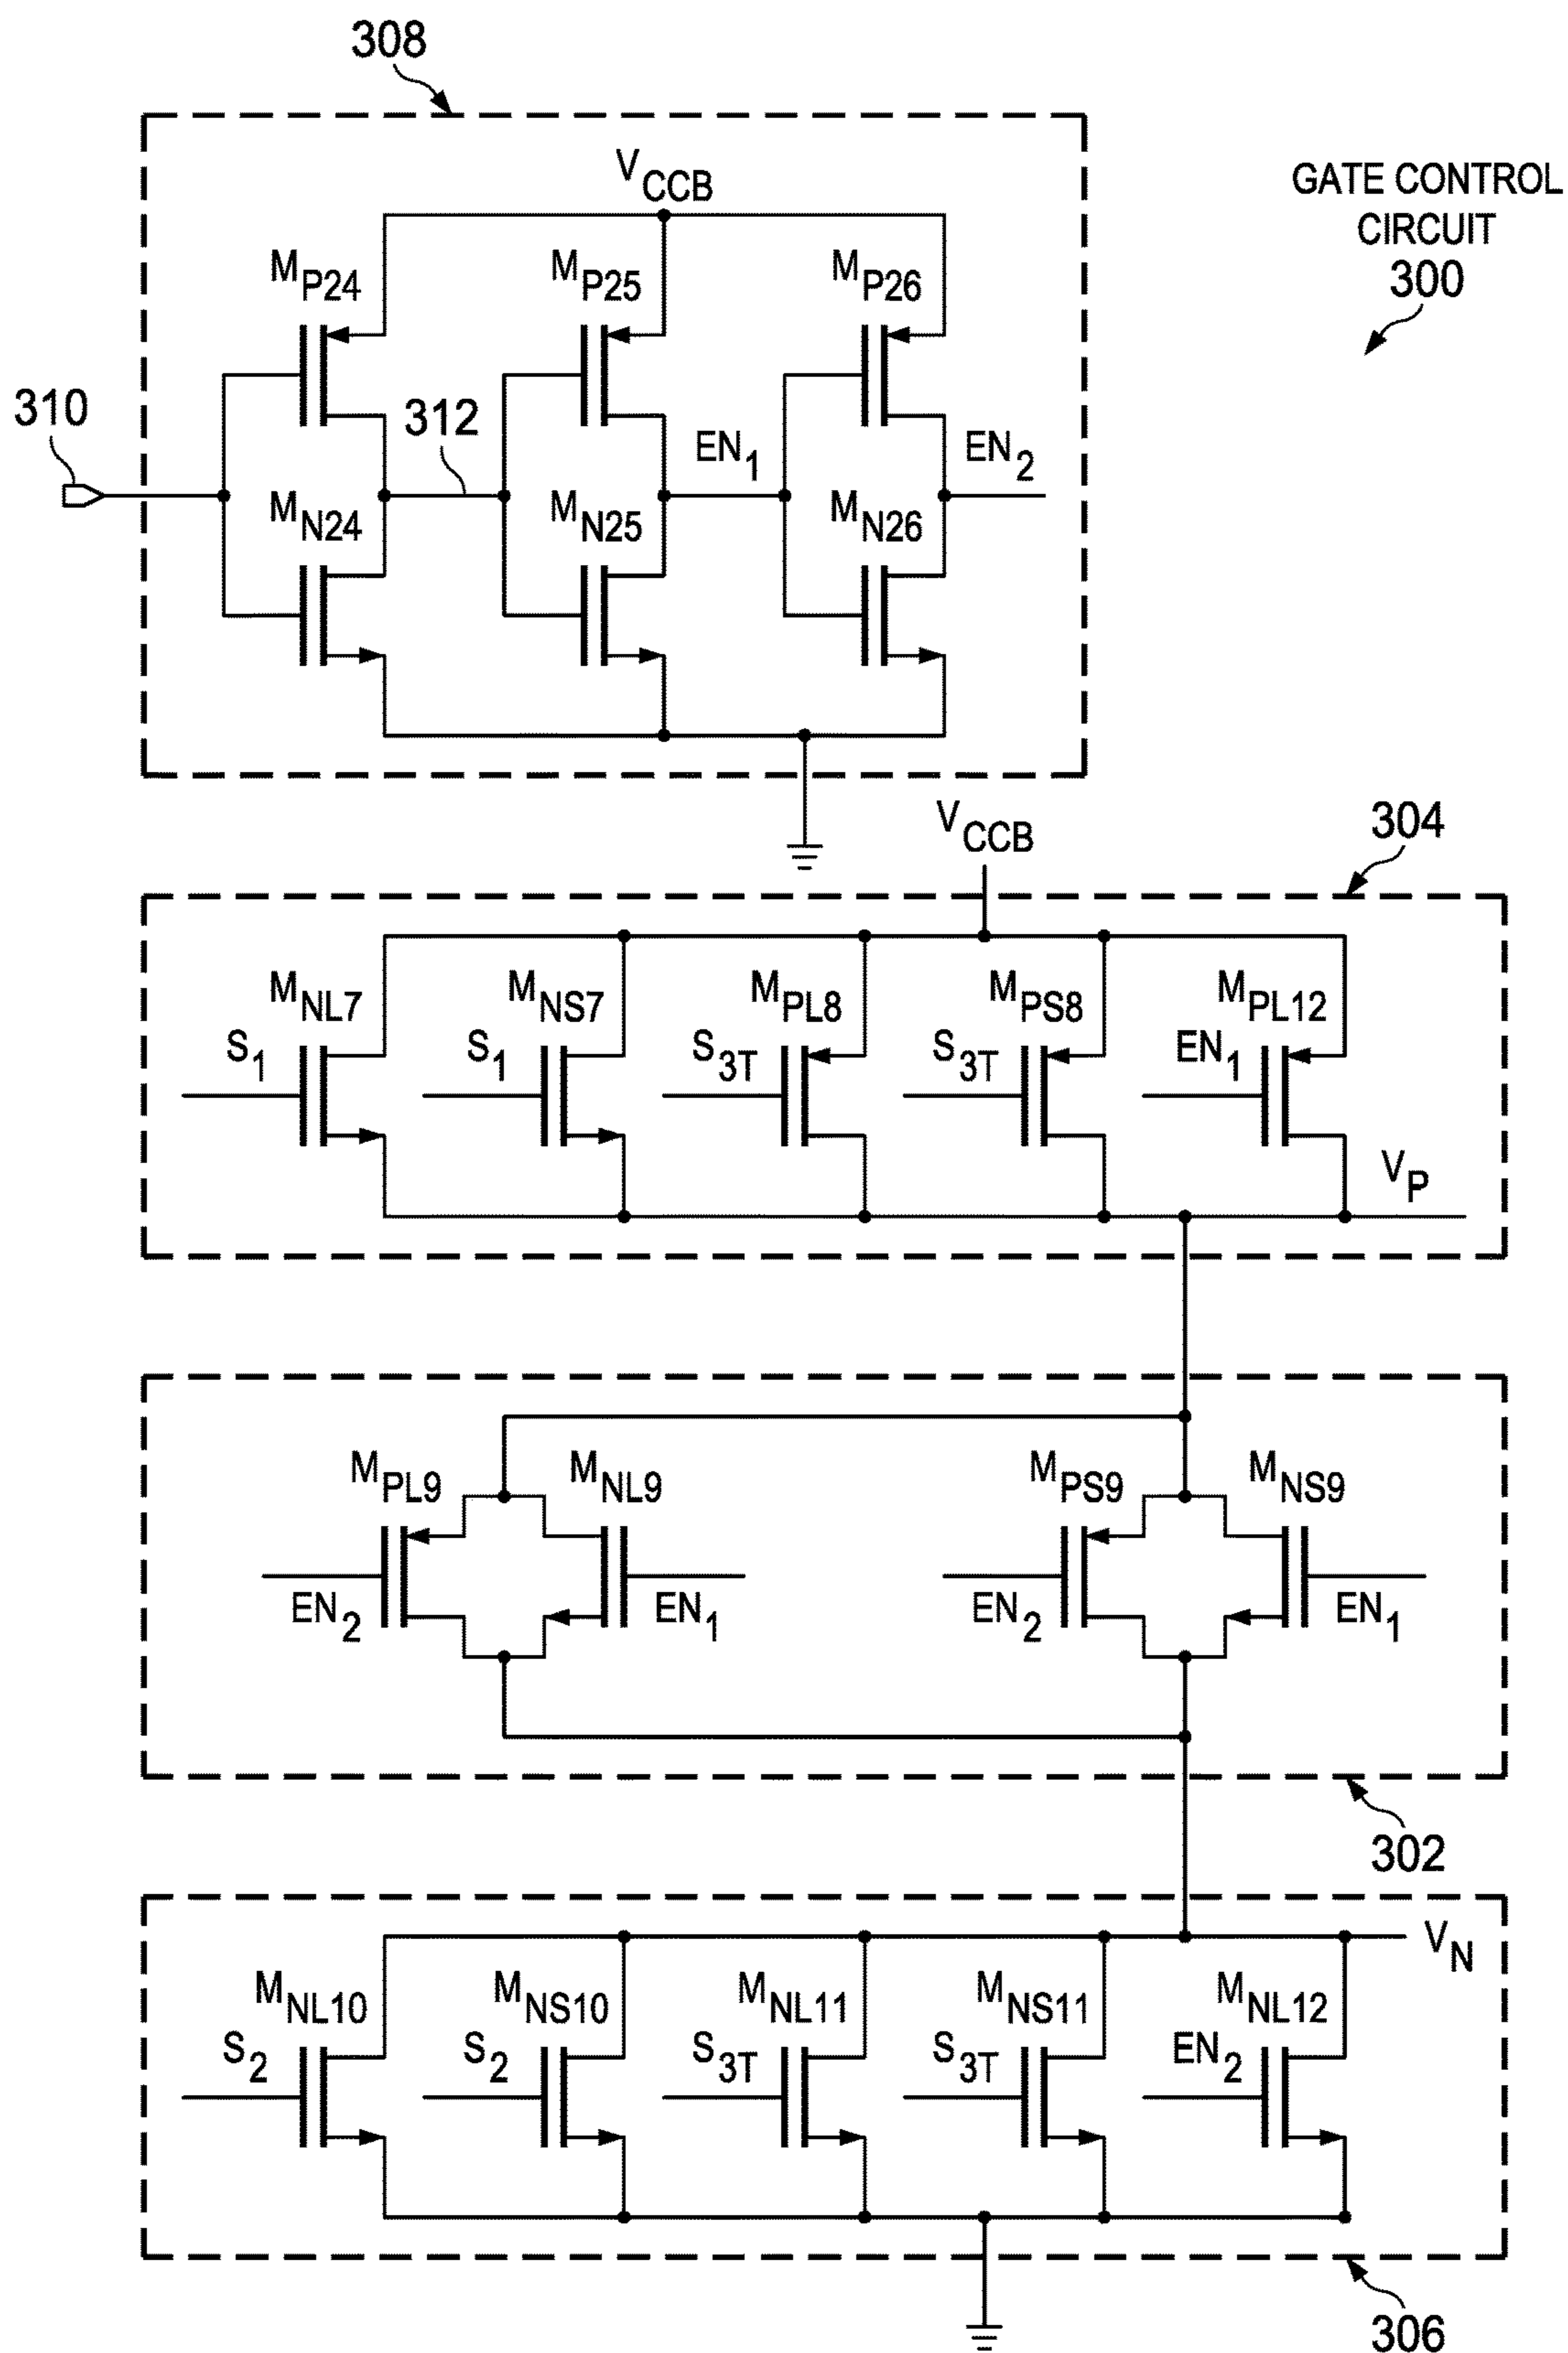 308
GATE CONTROL
CIRCUIT
300
VCCB
MP24 MP25 MP26
310
312
EN1 EN2
MN24 MN25 MN26
VCCB
304
MNL7 MNS7 MPL8 MPS8 MPL12
S1 S1 S3T S3T EN1
VP
MPL9 MNL9 MPS9 MNS9
EN2 EN1 EN2 EN1
302
VN
MNL10 MNS10 MNL11 MNS11 MNL12
S2 S2 S3T S3T EN2
306